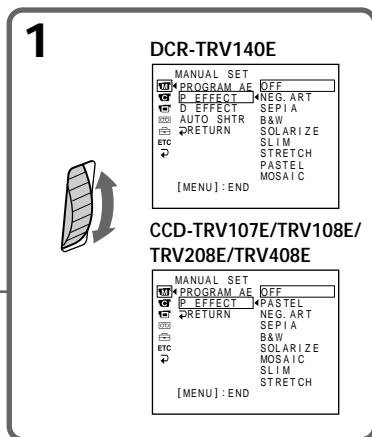 1
DCR-TRV140E
MANUAL SET
PROGRAM AE OFF
P EFFECT NEG. ART
D EFFECT SEPIA
AUTO SHTR B&W
RETURN SOLARIZE
ETC SLIM
STRETCH
PASTEL
MOSAIC
[MENU] : END
CCD-TRV107E/TRV108E/
TRV208E/TRV408E
MANUAL SET
PROGRAM AE OFF
P EFFECT PASTEL
RETURN NEG. ART
SEPIA
B&W
ETC SOLARIZE
MOSAIC
SLIM
STRETCH
[MENU] : END